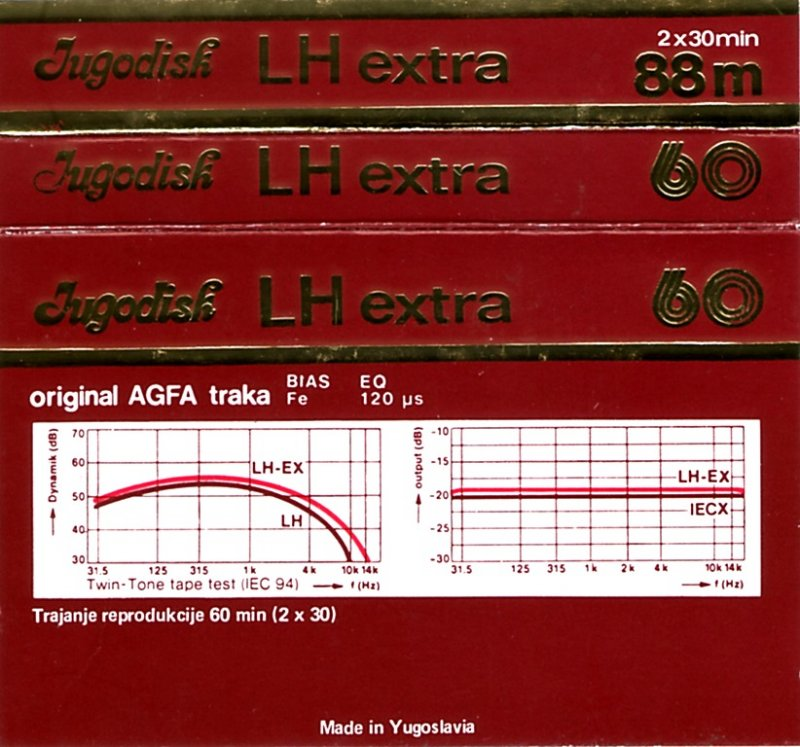 Jugodisk LH extra 2x30min
88m
Jugodisk LH extra 60
Jugodisk LH extra 60
original AGFA traka BIAS EQ
Fe 120 µs
Dynamik (dB)
70
60
50
40
30
LH-EX
LH
31.5 125 315 1k 4k 10k 14k
Twin-Tone tape test (IEC 94) f (Hz)
output (dB)
-10
-15
-20
-25
-30
LH-EX
IECX
31.5 125 315 1k 2k 4k 10k 14k
f (Hz)
Trajanje reprodukcije 60 min (2 x 30)
Made in Yugoslavia